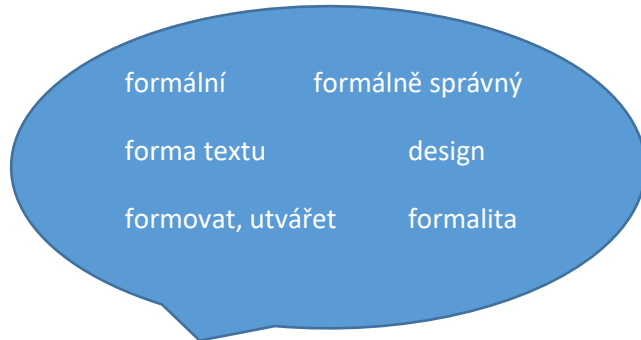 formální formálně správný
forma textu design
formovat, utvářet formalita